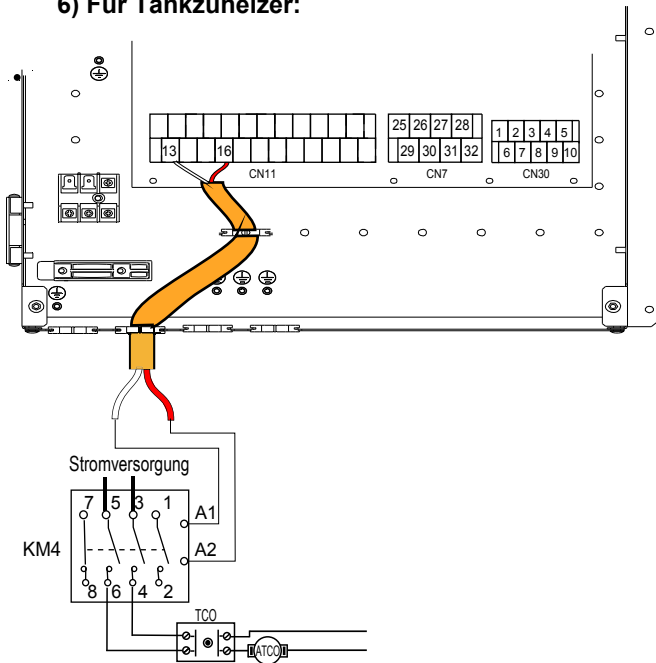 6) Für Tankzuheizer:
25 26 27 28
1 2 3 4 5
13 16
29 30 31 32
6 7 8 9 10
CN11
CN7
CN30
Stromversorgung
7 5 3 1
A1
KM4
A2
8 6 4 2
TCO
ATCO